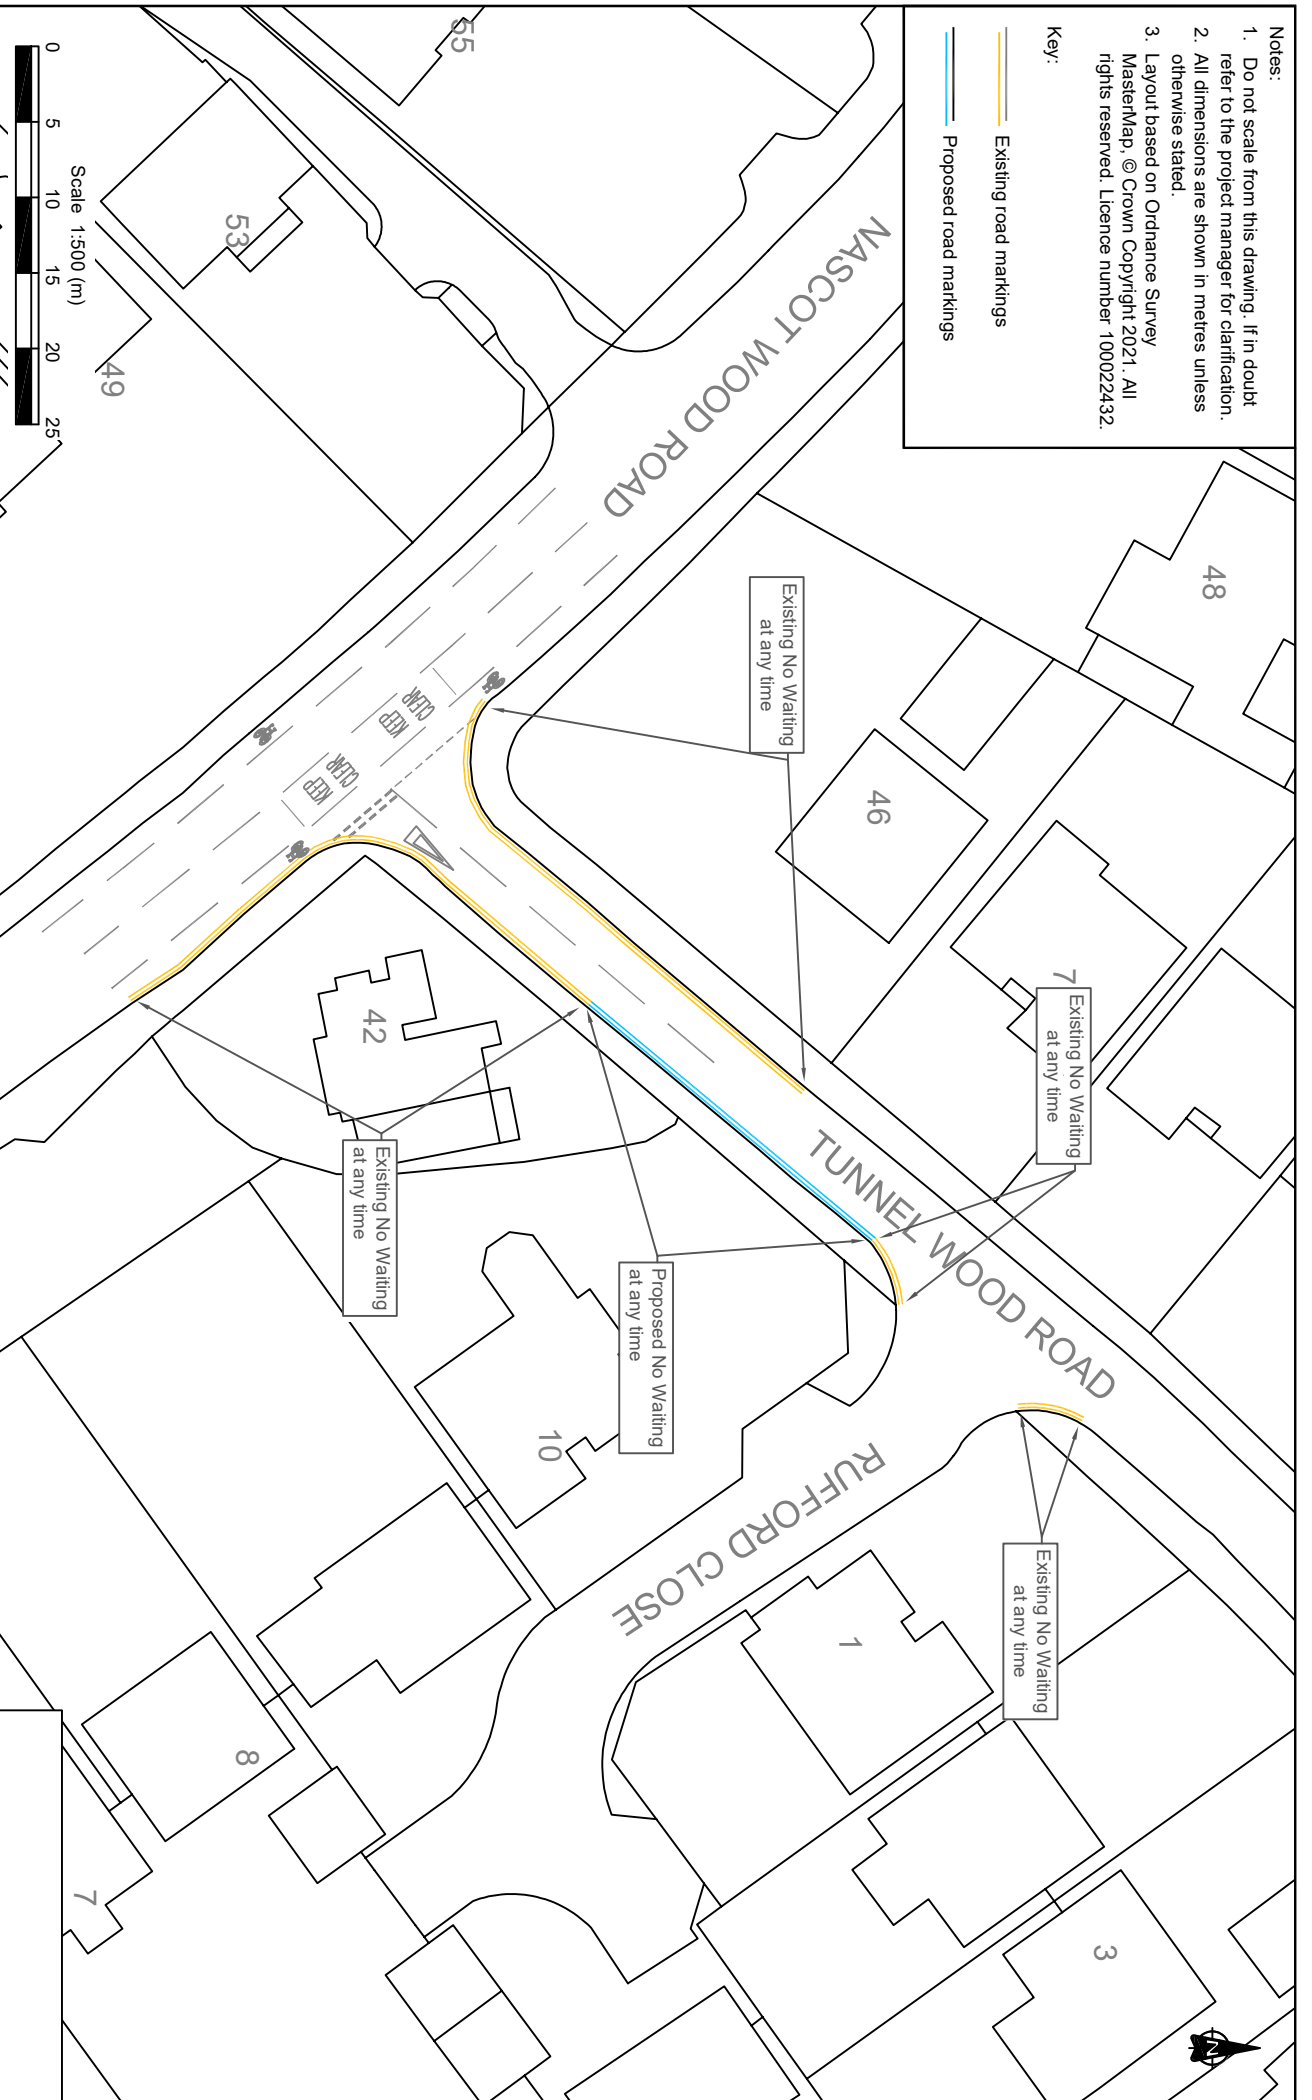 Notes:
1. Do not scale from this drawing. If in doubt
refer to the project manager for clarification.
2. All dimensions are shown in metres unless
otherwise stated.
3. Layout based on Ordnance Survey
MasterMap, © Crown Copyright 2021. All
rights reserved. Licence number 100022432.
Key:
Existing road markings
Proposed road markings
48
46
7
Existing No Waiting
at any time
Existing No Waiting
at any time
NASCOT WOOD ROAD
TUNNEL WOOD ROAD
RUFFORD CLOSE
55
53
49
KEEP
CLEAR
KEEP
CLEAR
42
Existing No Waiting
at any time
Proposed No Waiting
at any time
Existing No Waiting
at any time
10
1
3
8
7
N
Scale 1:500 (m)
0 5 10 15 20 25